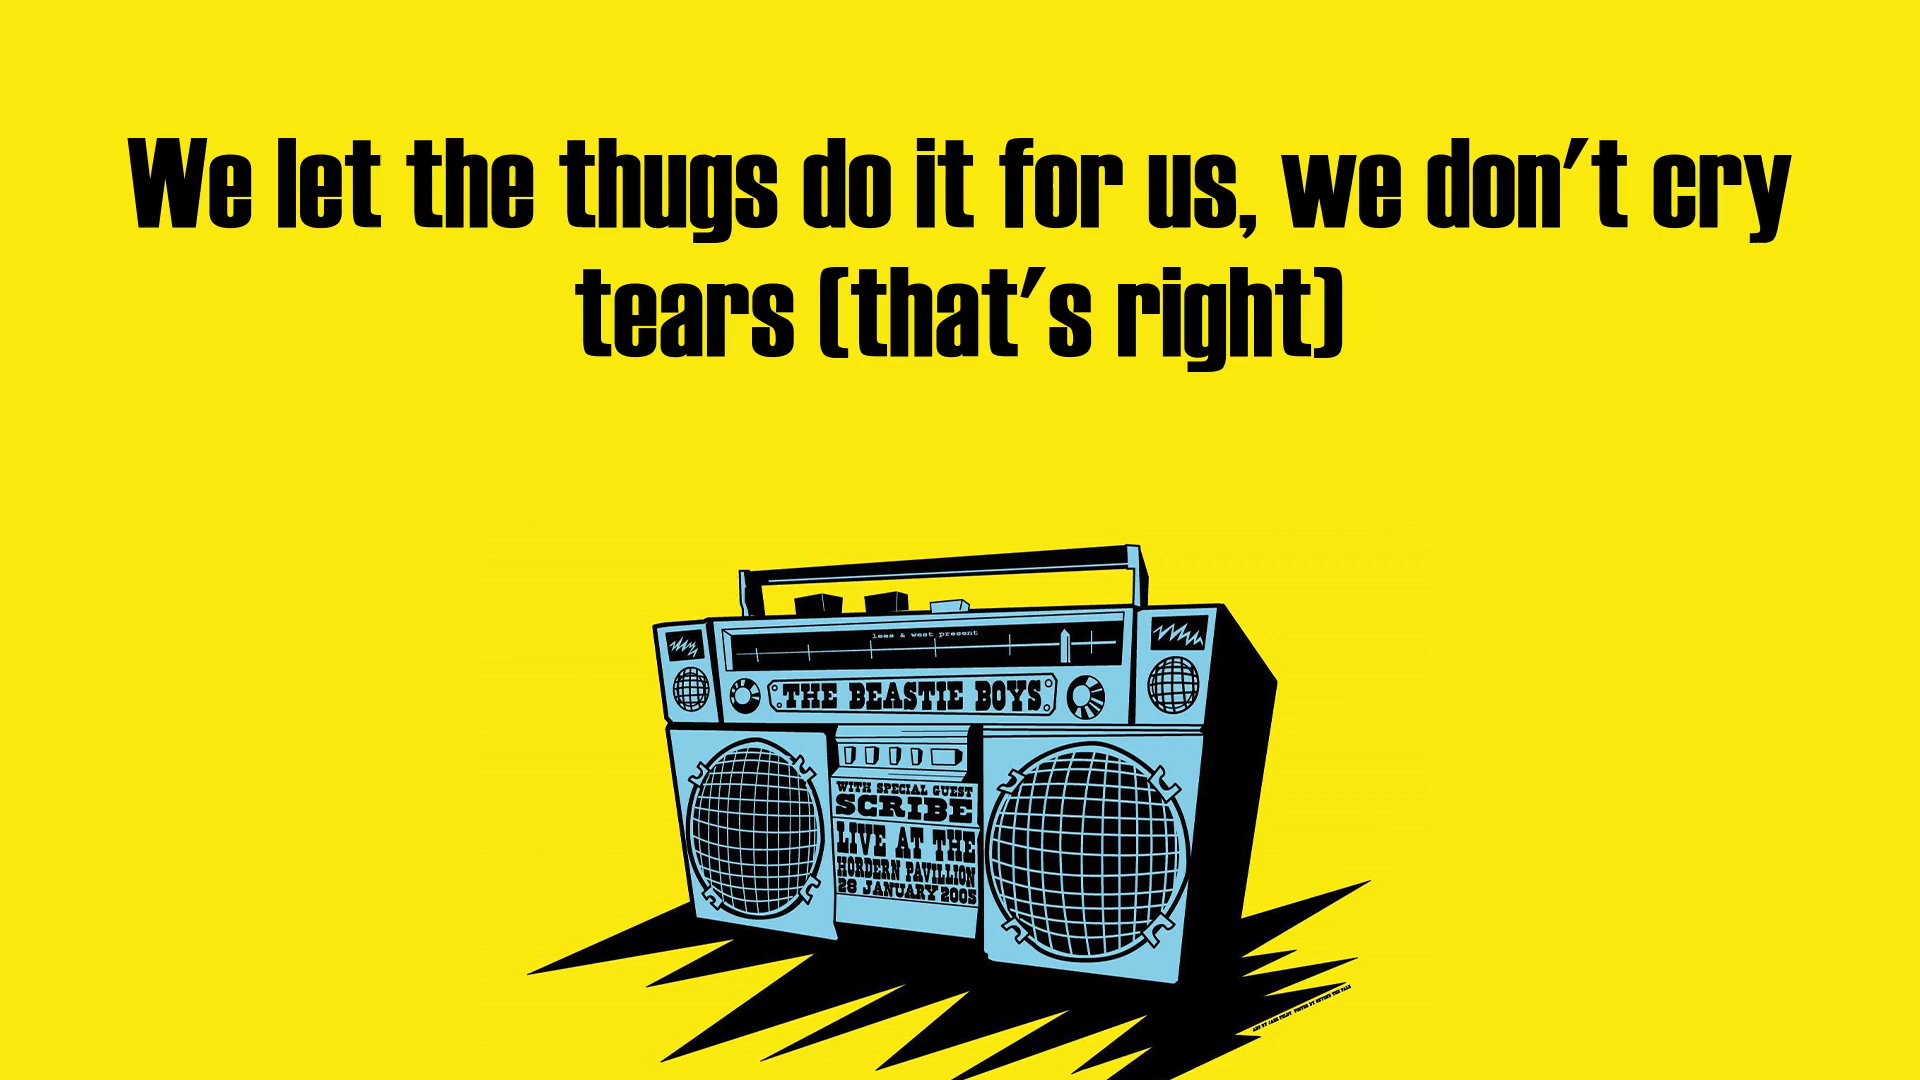 We let the thugs do it for us, we don't cry
tears (that's right)
lees & west present
THE BEASTIE BOYS
WITH SPECIAL GUEST
SCRIBE
LIVE AT THE
HORDERN PAVILLION
28 JANUARY 2005